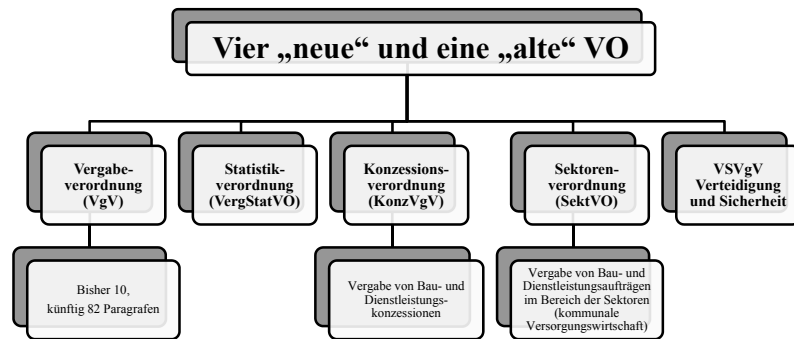 Vier „neue“ und eine „alte“ VO
Vergabe-
verordnung
(VgV)
Statistik-
verordnung
(VergStatVO)
Konzessions-
verordnung
(KonzVgV)
Sektoren-
verordnung
(SektVO)
VSVgV
Verteidigung
und Sicherheit
Bisher 10,
künftig 82 Paragrafen
Vergabe von Bau- und
Dienstleistungs-
konzessionen
Vergabe von Bau- und
Dienstleistungsaufträgen
im Bereich der Sektoren
(kommunale
Versorgungswirtschaft)